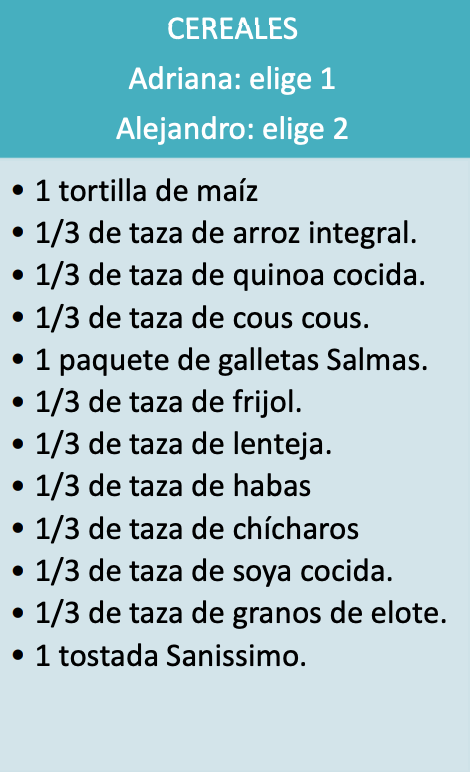 CEREALES
Adriana: elige 1
Alejandro: elige 2
• 1 tortilla de maíz
• 1/3 de taza de arroz integral.
• 1/3 de taza de quinoa cocida.
• 1/3 de taza de cous cous.
• 1 paquete de galletas Salmas.
• 1/3 de taza de frijol.
• 1/3 de taza de lenteja.
• 1/3 de taza de habas
• 1/3 de taza de chícharos
• 1/3 de taza de soya cocida.
• 1/3 de taza de granos de elote.
• 1 tostada Sanissimo.